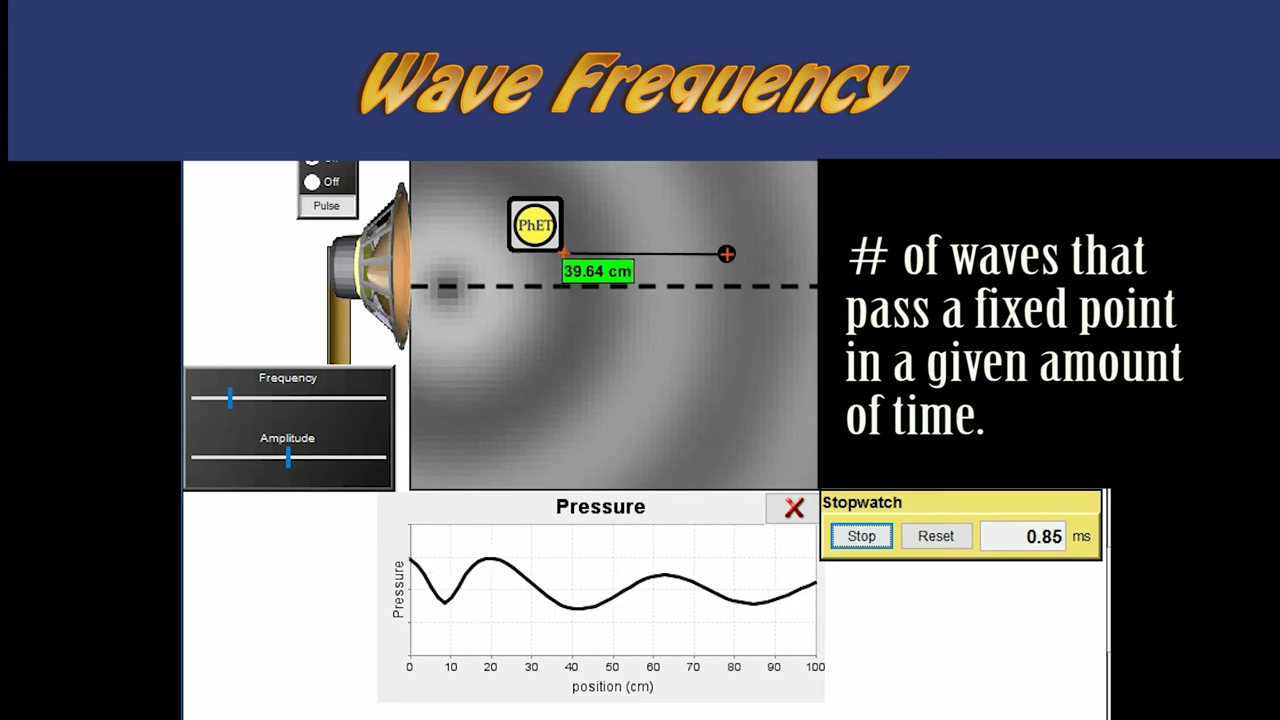 Wave Frequency
Off
Pulse
PhET
39.64 cm
# of waves that
pass a fixed point
in a given amount
of time.
Frequency
Amplitude
Pressure
Stopwatch
Stop
Reset
0.85
ms
Pressure
0
10
20
30
40
50
60
70
80
90
100
position (cm)